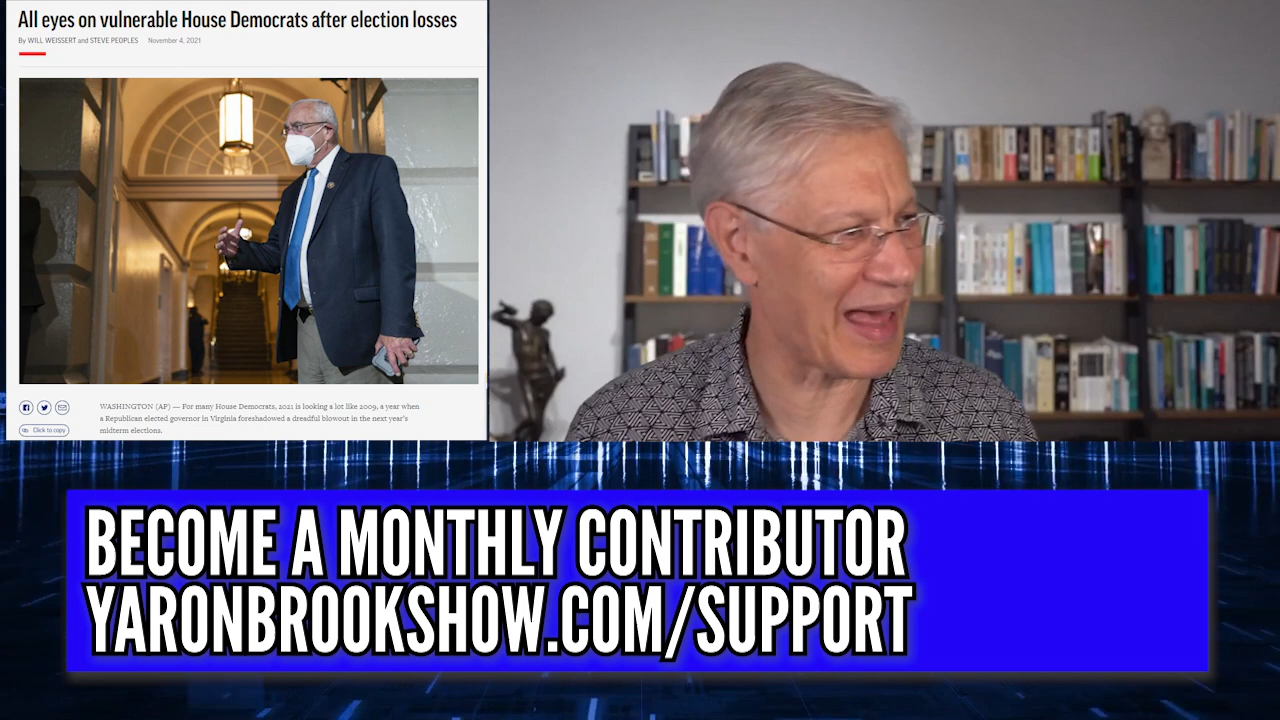 All eyes on vulnerable House Democrats after election losses
By WILL WEISSERT and STEVE PEOPLES November 4, 2021
WASHINGTON (AP) — For many House Democrats, 2021 is looking a lot like 2009, a year when
a Republican elected governor in Virginia foreshadowed a dreadful blowout in the next year's
midterm elections.
Click to copy
BECOME A MONTHLY CONTRIBUTOR
YARONBROOKSHOW.COM/SUPPORT